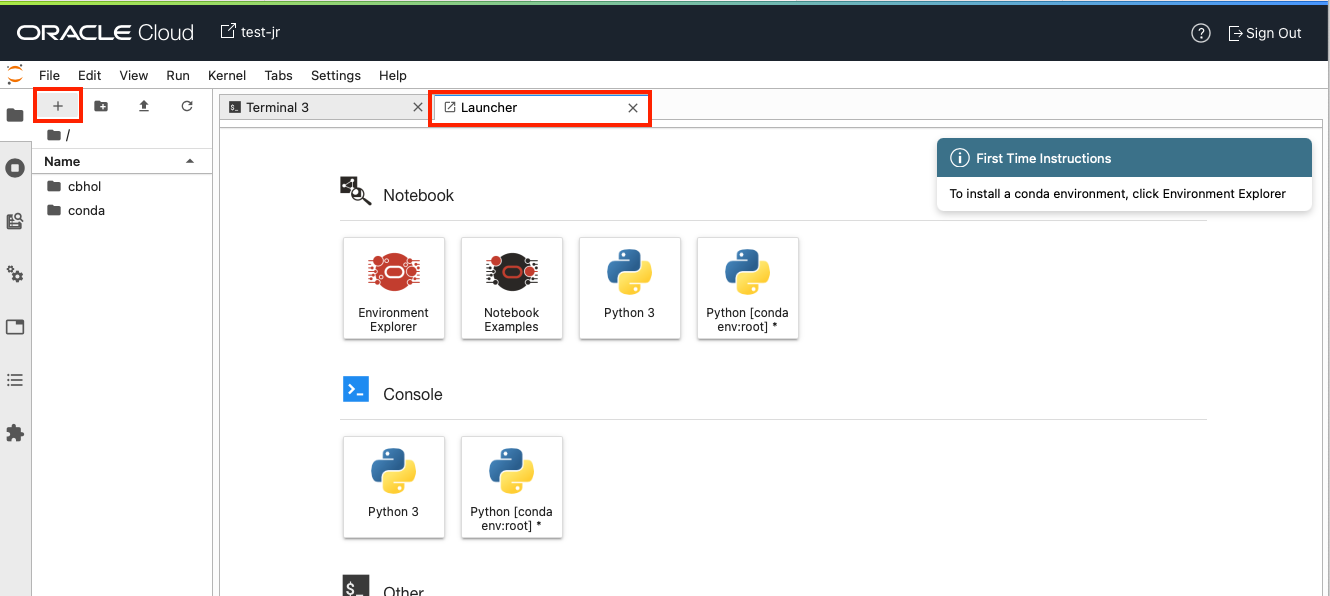 ORACLE Cloud test-jr
? Sign Out
File Edit View Run Kernel Tabs Settings Help
+
/
Name
cbhol
conda
$_ Terminal 3 × Launcher ×
i First Time Instructions
To install a conda environment, click Environment Explorer
Notebook
Environment
Explorer
Notebook
Examples
Python 3
Python [conda
env:root] *
>_ Console
Python 3
Python [conda
env:root] *
$_ Other